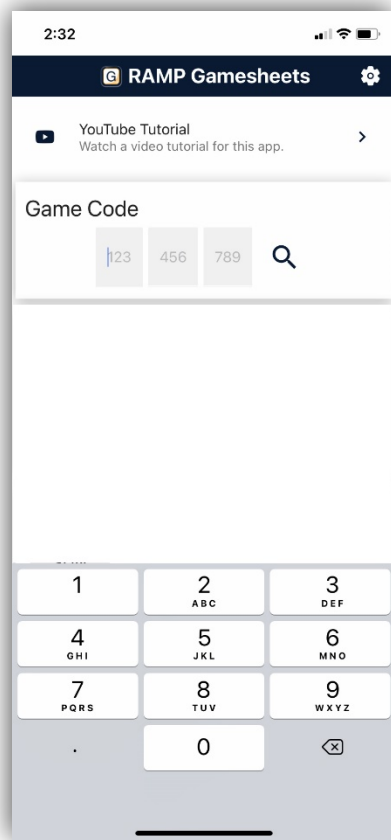 2:32
G RAMP Gamesheets
YouTube Tutorial
Watch a video tutorial for this app.
Game Code
123 456 789
1 2 3
ABC DEF
4 5 6
GHI JKL MNO
7 8 9
PQRS TUV WXYZ
. 0